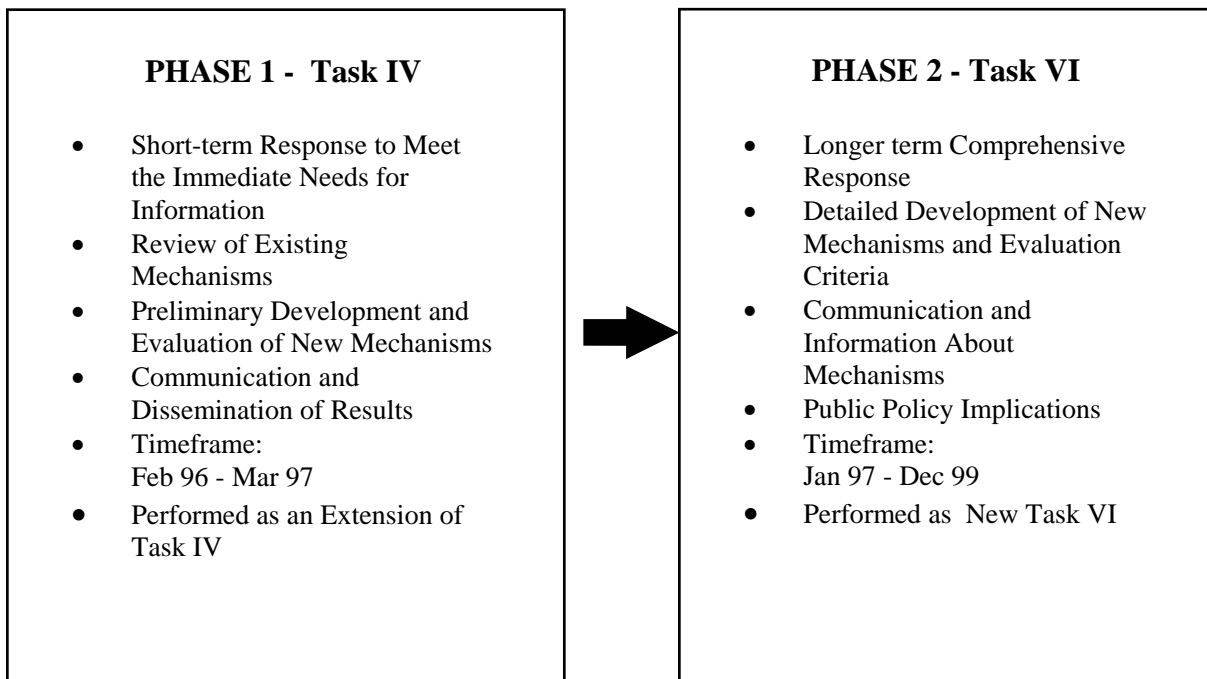 PHASE 1 - Task IV
• Short-term Response to Meet
the Immediate Needs for
Information
• Review of Existing
Mechanisms
• Preliminary Development and
Evaluation of New Mechanisms
• Communication and
Dissemination of Results
• Timeframe:
Feb 96 - Mar 97
• Performed as an Extension of
Task IV
PHASE 2 - Task VI
• Longer term Comprehensive
Response
• Detailed Development of New
Mechanisms and Evaluation
Criteria
• Communication and
Information About
Mechanisms
• Public Policy Implications
• Timeframe:
Jan 97 - Dec 99
• Performed as New Task VI